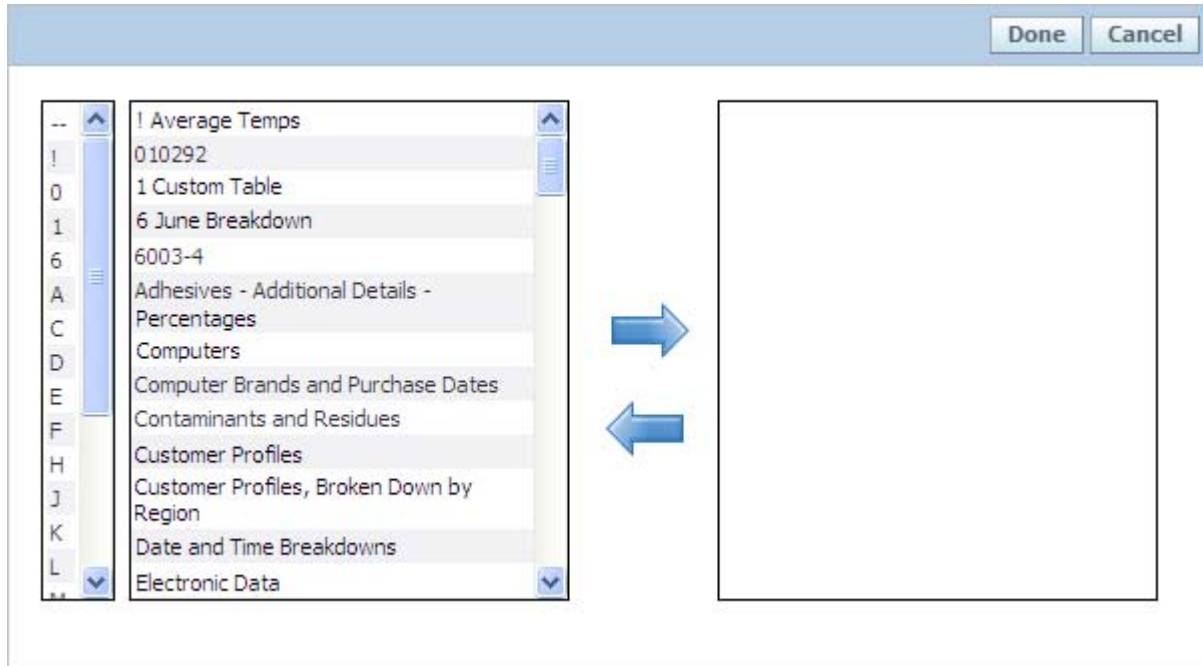 Done Cancel
--
!
0
1
6
A
C
D
E
F
H
J
K
L
! Average Temps
010292
1 Custom Table
6 June Breakdown
6003-4
Adhesives - Additional Details -
Percentages
Computers
Computer Brands and Purchase Dates
Contaminants and Residues
Customer Profiles
Customer Profiles, Broken Down by
Region
Date and Time Breakdowns
Electronic Data